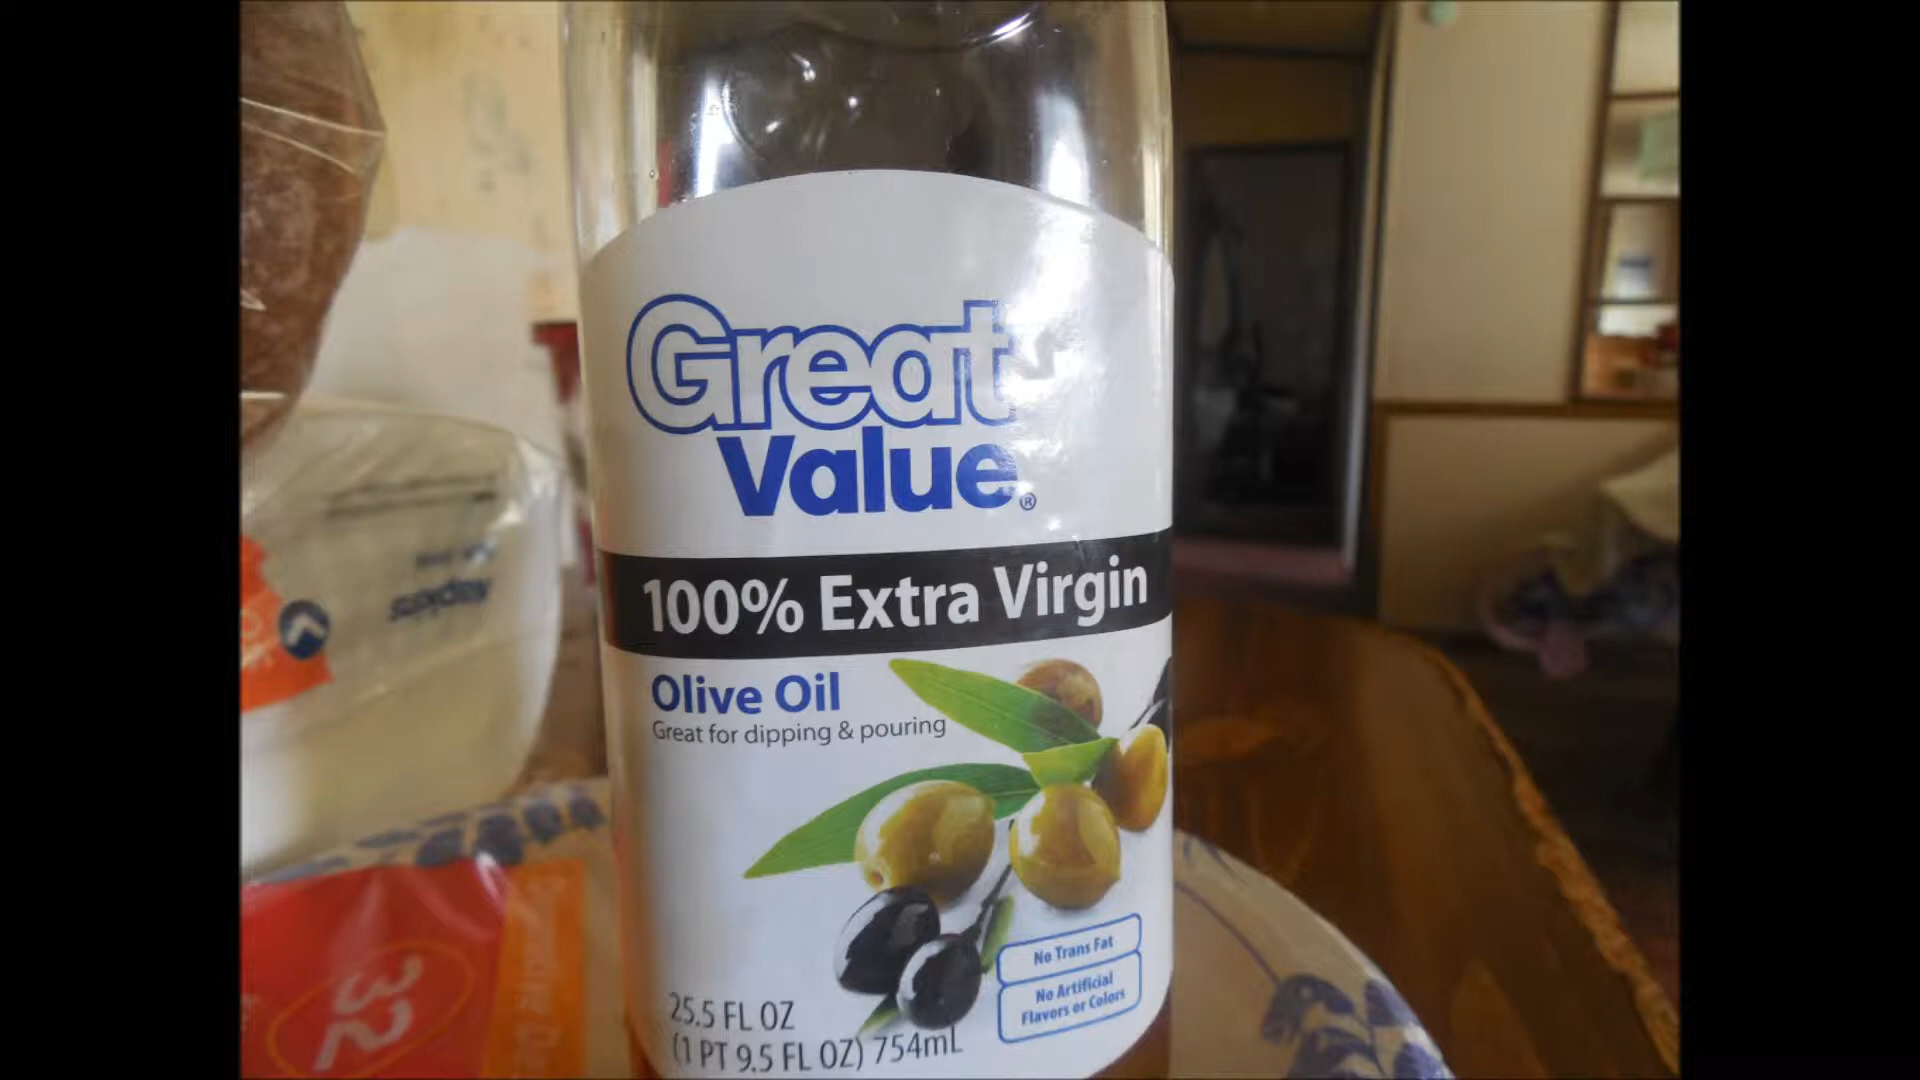 Great
Value®
100% Extra Virgin
Olive Oil
Great for dipping & pouring
No Trans Fat
No Artificial
Flavors or Colors
25.5 FL OZ
(1 PT 9.5 FL OZ) 754mL
Napkins
32